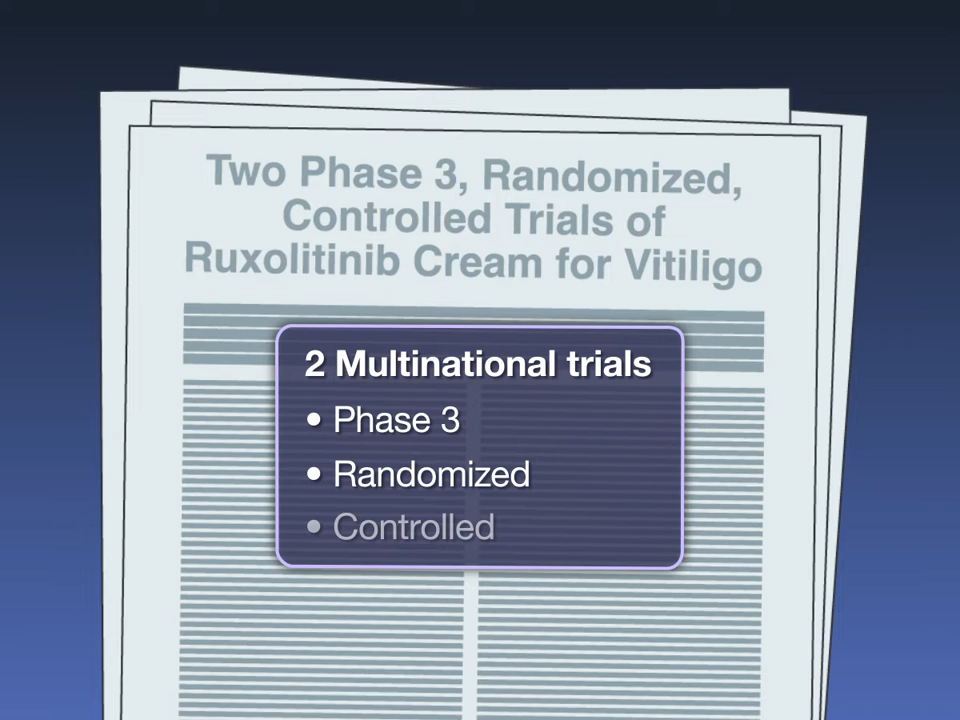 Two Phase 3, Randomized,
Controlled Trials of
Ruxolitinib Cream for Vitiligo
2 Multinational trials
• Phase 3
• Randomized
• Controlled